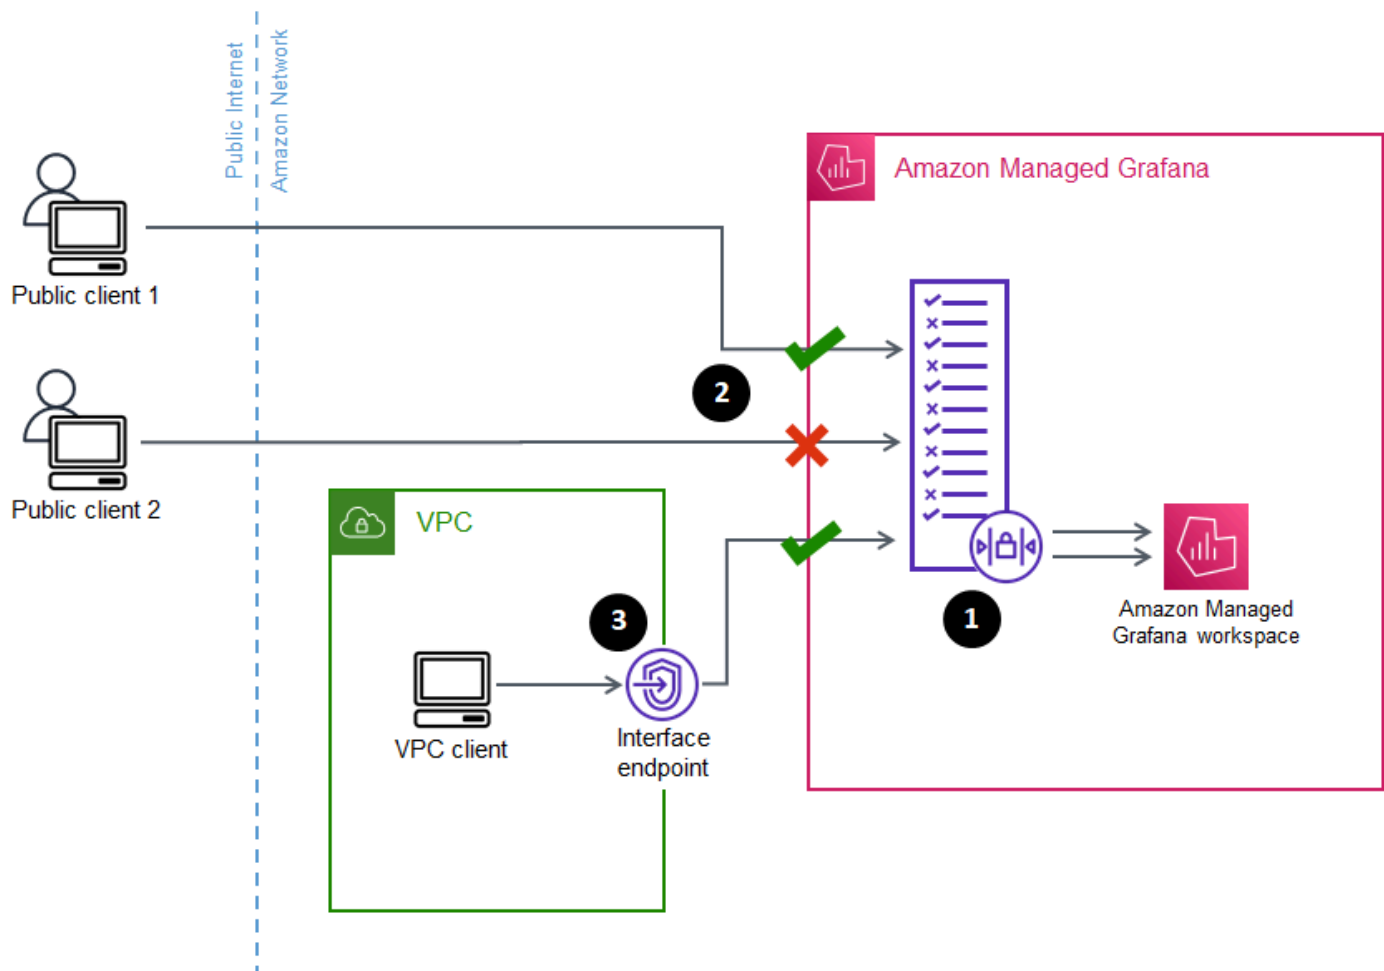 Public Internet
Amazon Network
Amazon Managed Grafana
Public client 1
2
Public client 2
VPC
3
1
Amazon Managed
Grafana workspace
VPC client
Interface
endpoint